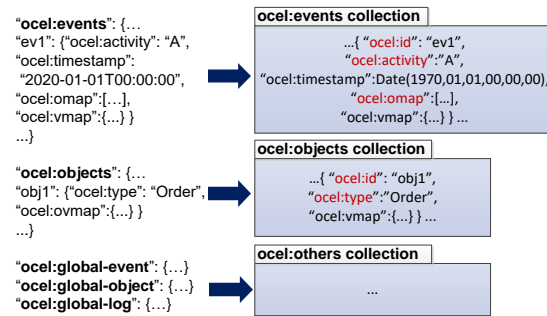 “ocel:events”: {…
“ev1”: {“ocel:activity”: “A”,
“ocel:timestamp”:
“2020-01-01T00:00:00”,
“ocel:omap”:[…],
“ocel:vmap”:{...} }
...}
ocel:events collection
...{ “ocel:id”: “ev1”,
“ocel:activity”:”A”,
“ocel:timestamp”:Date(1970,01,01,00,00,00),
“ocel:omap”:[...],
“ocel:vmap”:{...} } ...
“ocel:objects”: {…
“obj1”: {“ocel:type”: “Order”,
“ocel:ovmap”:{...} }
...}
ocel:objects collection
...{ “ocel:id”: “obj1”,
“ocel:type”:”Order”,
“ocel:vmap”:{...} } ...
“ocel:global-event”: {…}
“ocel:global-object”: {…}
“ocel:global-log”: {…}
ocel:others collection
...